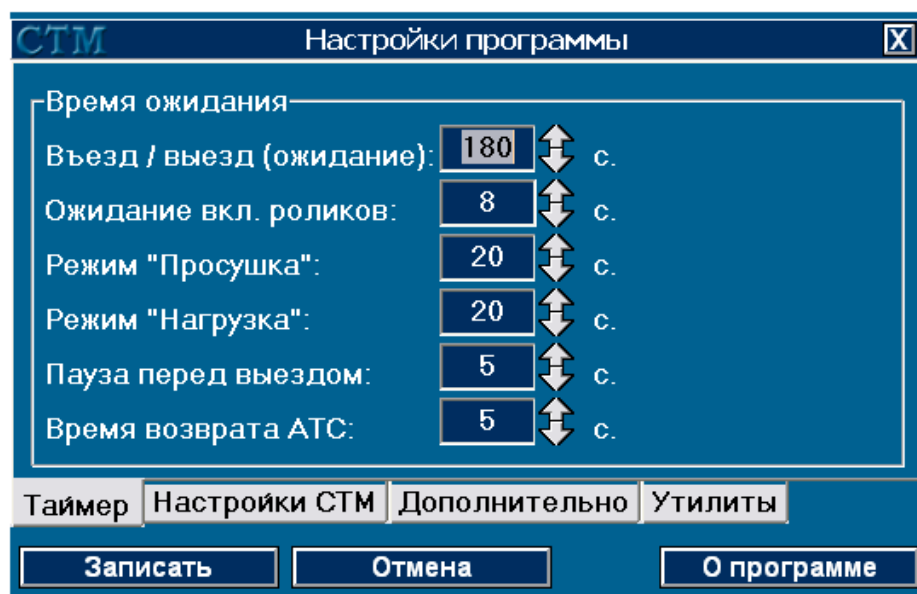 СТМ Настройки программы X
Время ожидания
Въезд / выезд (ожидание): 180 с.
Ожидание вкл. роликов: 8 с.
Режим "Просушка": 20 с.
Режим "Нагрузка": 20 с.
Пауза перед выездом: 5 с.
Время возврата АТС: 5 с.
Таймер Настройки СТМ Дополнительно Утилиты
Записать Отмена О программе